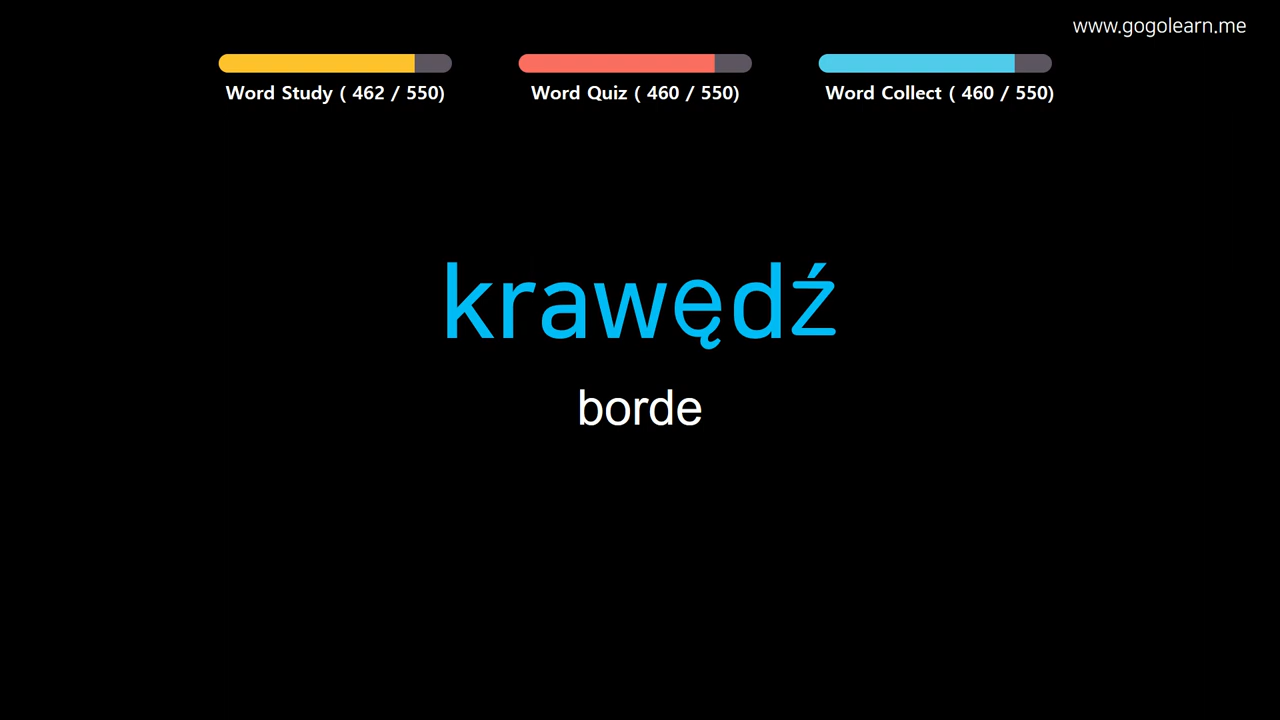 www.gogolearn.me
Word Study ( 462 / 550)
Word Quiz ( 460 / 550)
Word Collect ( 460 / 550)
krawędź
borde